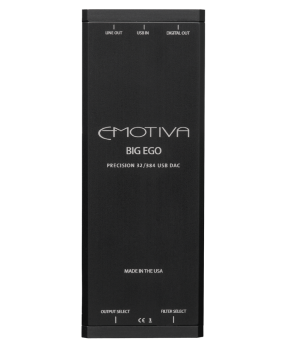 LINE OUT USB IN DIGITAL OUT
EMOTIVA
BIG EGO
PRECISION 32/384 USB DAC
MADE IN THE USA
OUTPUT SELECT CE FILTER SELECT